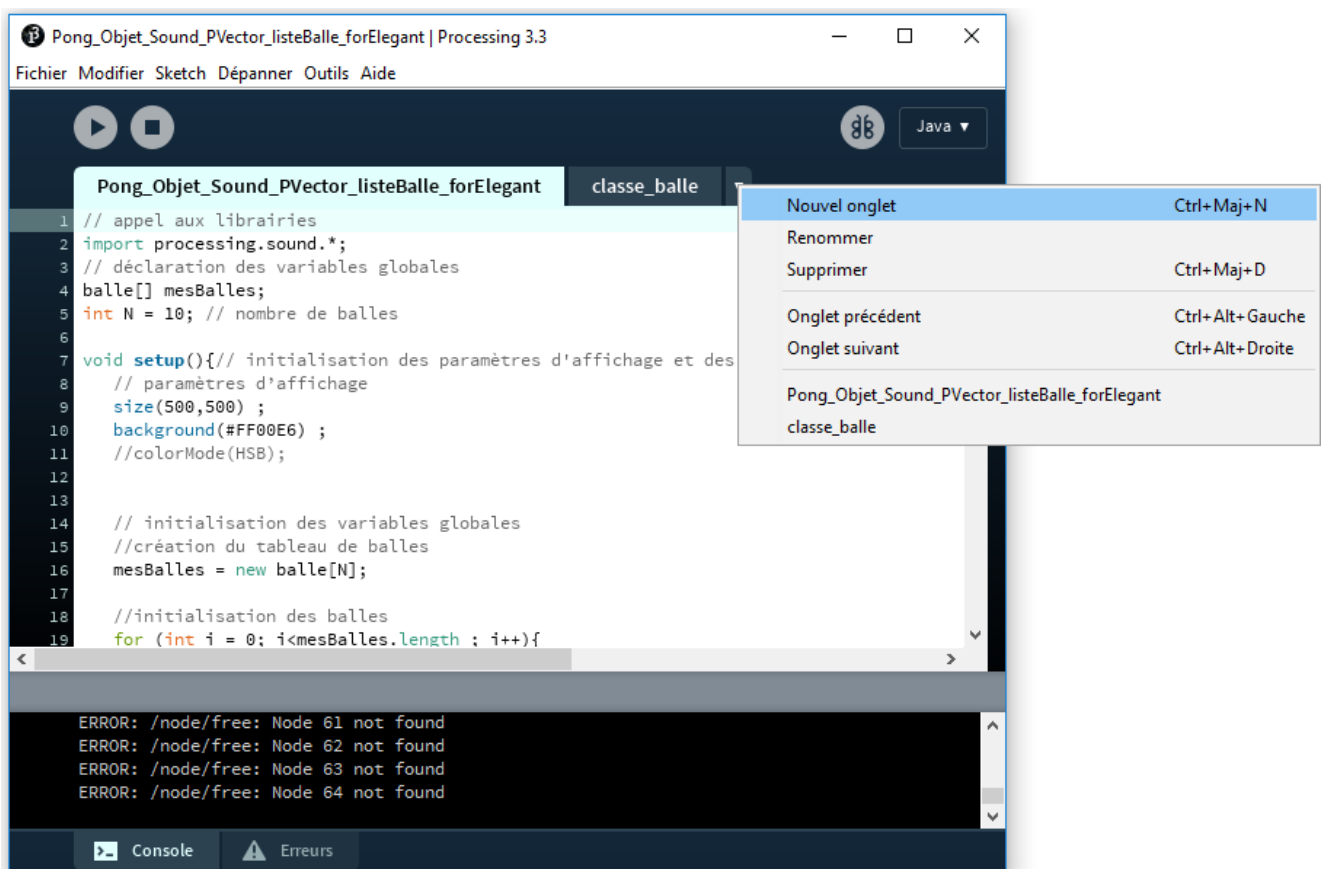 Pong_Objet_Sound_PVector_listeBalle_forElegant | Processing 3.3
Fichier Modifier Sketch Dépanner Outils Aide
Java ▼
Pong_Objet_Sound_PVector_listeBalle_forElegant classe_balle ▼
1 // appel aux librairies
2 import processing.sound.*;
3 // déclaration des variables globales
4 balle[] mesBalles;
5 int N = 10; // nombre de balles
6
7 void setup(){// initialisation des paramètres d'affichage et des
8 // paramètres d’affichage
9 size(500,500) ;
10 background(#FF00E6) ;
11 //colorMode(HSB);
12
13
14 // initialisation des variables globales
15 //création du tableau de balles
16 mesBalles = new balle[N];
17
18 //initialisation des balles
19 for (int i = 0; i<mesBalles.length ; i++){
Nouvel onglet Ctrl+Maj+N
Renommer
Supprimer Ctrl+Maj+D
Onglet précédent Ctrl+Alt+Gauche
Onglet suivant Ctrl+Alt+Droite
Pong_Objet_Sound_PVector_listeBalle_forElegant
classe_balle
ERROR: /node/free: Node 61 not found
ERROR: /node/free: Node 62 not found
ERROR: /node/free: Node 63 not found
ERROR: /node/free: Node 64 not found
Console Erreurs